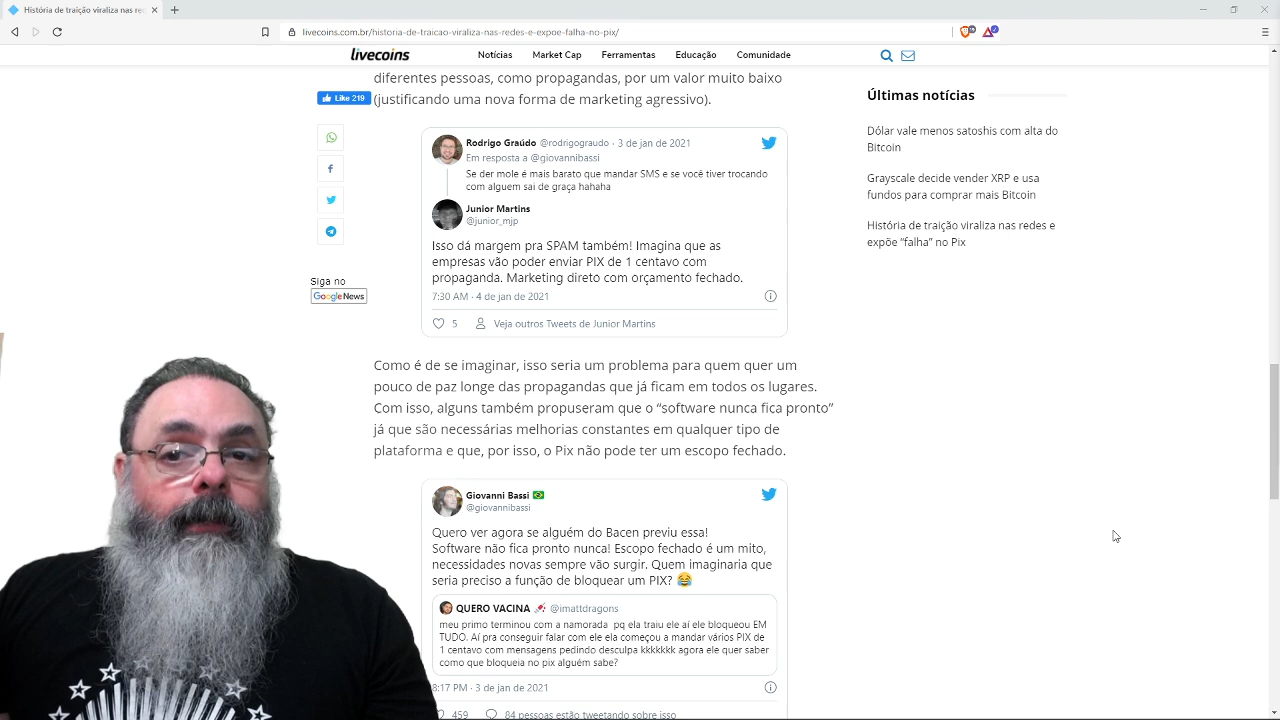 História de traição viraliza nas re
livecoins.com.br/historia-de-traicao-viraliza-nas-redes-e-expoe-falha-no-pix/
livecoins
Notícias
Market Cap
Ferramentas
Educação
Comunidade
diferentes pessoas, como propagandas, por um valor muito baixo
(justificando uma nova forma de marketing agressivo).
Like 219
Siga no
Google News
Rodrigo Graúdo @rodrigograudo · 3 de jan de 2021
Em resposta a @giovannibassi
Se der mole é mais barato que mandar SMS e se você tiver trocando
com alguem sai de graça hahaha
Junior Martins
@junior_mjp
Isso dá margem pra SPAM também! Imagina que as
empresas vão poder enviar PIX de 1 centavo com
propaganda. Marketing direto com orçamento fechado.
7:30 AM · 4 de jan de 2021
5
Veja outros Tweets de Junior Martins
Como é de se imaginar, isso seria um problema para quem quer um
pouco de paz longe das propagandas que já ficam em todos os lugares.
Com isso, alguns também propuseram que o “software nunca fica pronto”
já que são necessárias melhorias constantes em qualquer tipo de
plataforma e que, por isso, o Pix não pode ter um escopo fechado.
Giovanni Bassi
@giovannibassi
Quero ver agora se alguém do Bacen previu essa!
Software não fica pronto nunca! Escopo fechado é um mito,
necessidades novas sempre vão surgir. Quem imaginaria que
seria preciso a função de bloquear um PIX? 😂
QUERO VACINA @imattdragons
meu primo terminou com a namorada pq ela traiu ele aí ele bloqueou EM
TUDO. Aí pra conseguir falar com ele ela começou a mandar vários PIX de
1 centavo com mensagens pedindo desculpa kkkkkkk agora ele quer saber
como que bloqueia no pix alguém sabe?
8:17 PM · 3 de jan de 2021
459
84 pessoas estão tweetando sobre isso
Últimas notícias
Dólar vale menos satoshis com alta do
Bitcoin
Grayscale decide vender XRP e usa
fundos para comprar mais Bitcoin
História de traição viraliza nas redes e
expõe “falha” no Pix